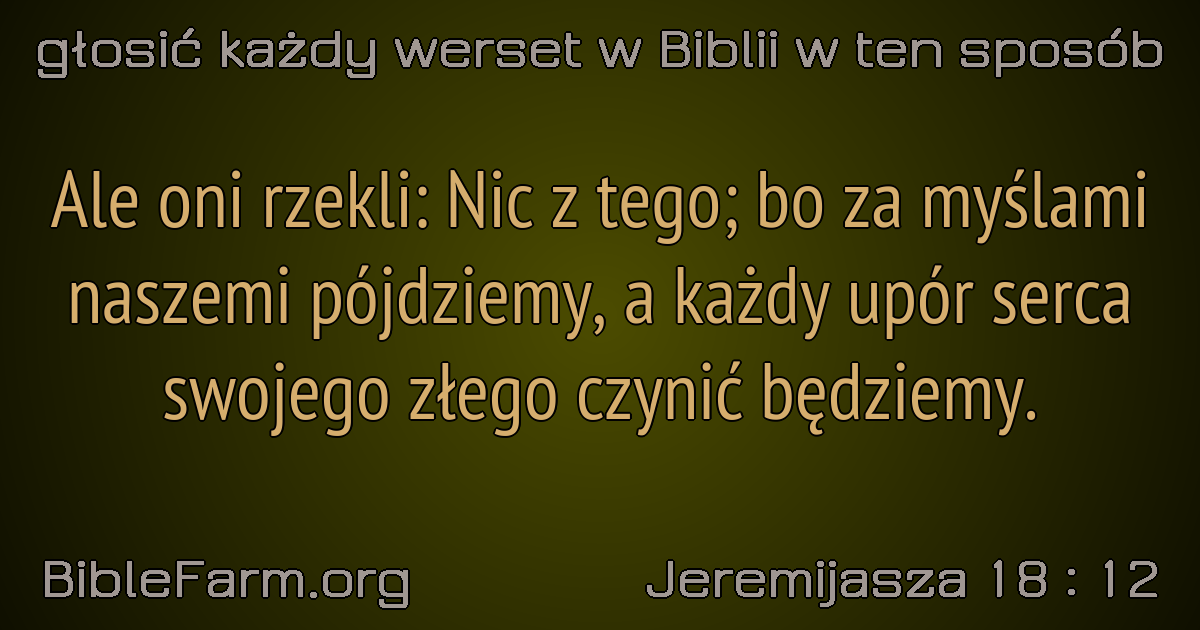 głosić każdy werset w Biblii w ten sposób
Ale oni rzekli: Nic z tego; bo za myślami
naszemi pójdziemy, a każdy upór serca
swojego złego czynić będziemy.
BibleFarm.org
Jeremijasza 18 : 12